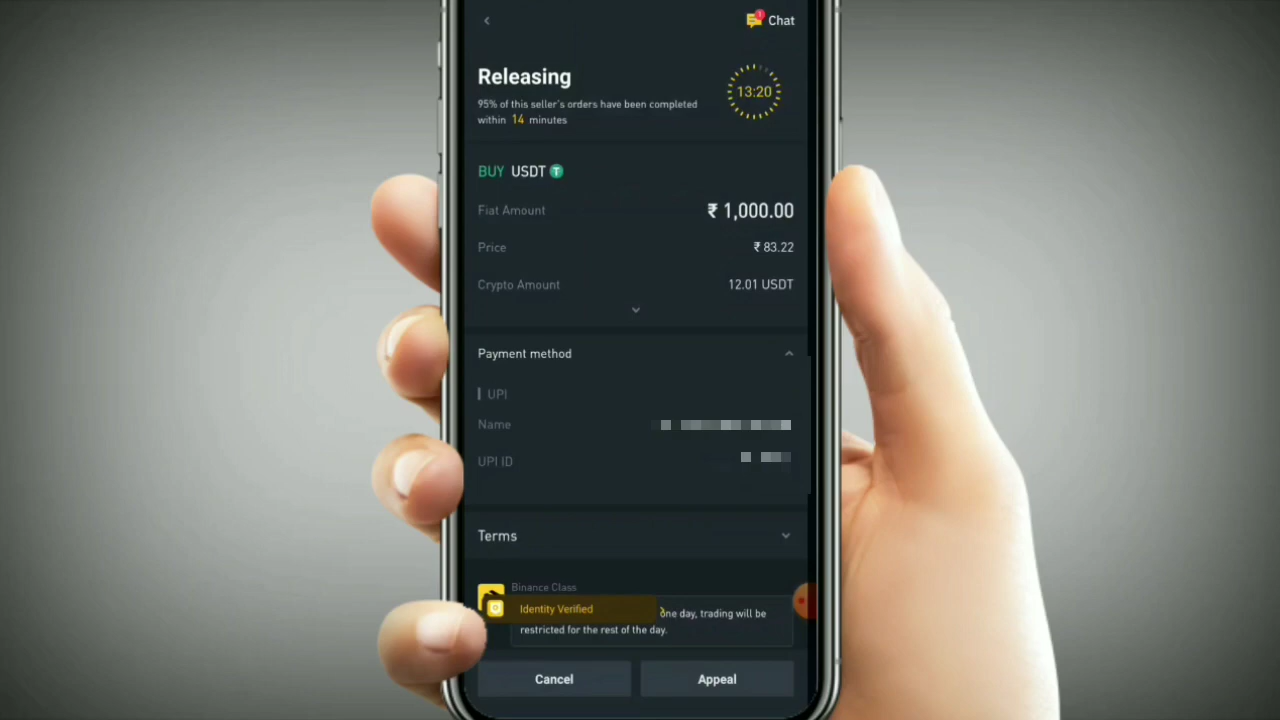 1
Chat
Releasing
13:20
95% of this seller's orders have been completed
within 14 minutes
BUY USDT
Fiat Amount
₹ 1,000.00
Price
₹ 83.22
Crypto Amount
12.01 USDT
Payment method
UPI
Name
UPI ID
Terms
Binance Class
Identity Verified
one day, trading will be
restricted for the rest of the day.
Cancel
Appeal